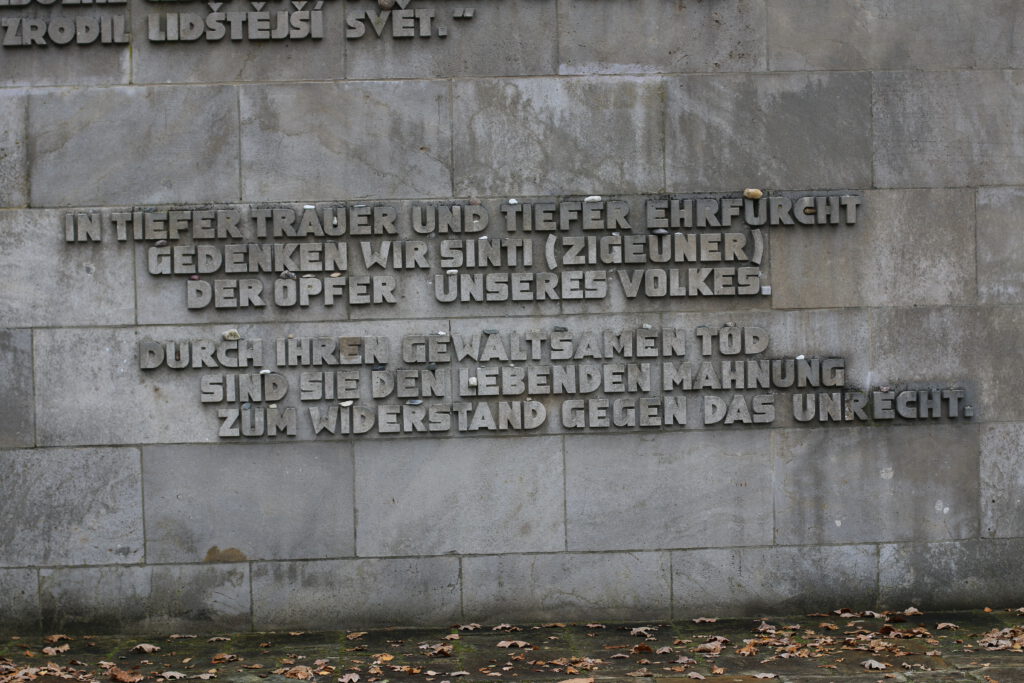 ZRODIL LIDŠTĚJŠÍ SVĚT.“
IN TIEFER TRAUER UND TIEFER EHRFURCHT
GEDENKEN WIR SINTI (ZIGEUNER)
DER OPFER UNSERES VOLKES.
DURCH IHREN GEWALTSAMEN TOD
SIND SIE DEN LEBENDEN MAHNUNG
ZUM WIDERSTAND GEGEN DAS UNRECHT.